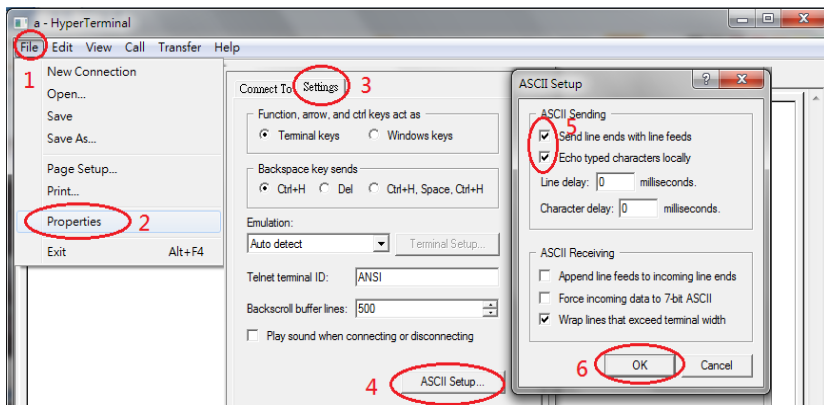 a - HyperTerminal
File Edit View Call Transfer Help
1
New Connection
Open...
Save
Save As...
Page Setup...
Print...
Properties
2
Exit Alt+F4
Connect To Settings
3
Function, arrow, and ctrl keys act as
Terminal keys Windows keys
Backspace key sends
Ctrl+H Del Ctrl+H, Space, Ctrl+H
Emulation:
Auto detect Terminal Setup...
Telnet terminal ID: ANSI
Backscroll buffer lines: 500
Play sound when connecting or disconnecting
4
ASCII Setup...
ASCII Setup
ASCII Sending
5
Send line ends with line feeds
Echo typed characters locally
Line delay: 0 milliseconds.
Character delay: 0 milliseconds.
ASCII Receiving
Append line feeds to incoming line ends
Force incoming data to 7-bit ASCII
Wrap lines that exceed terminal width
6
OK Cancel